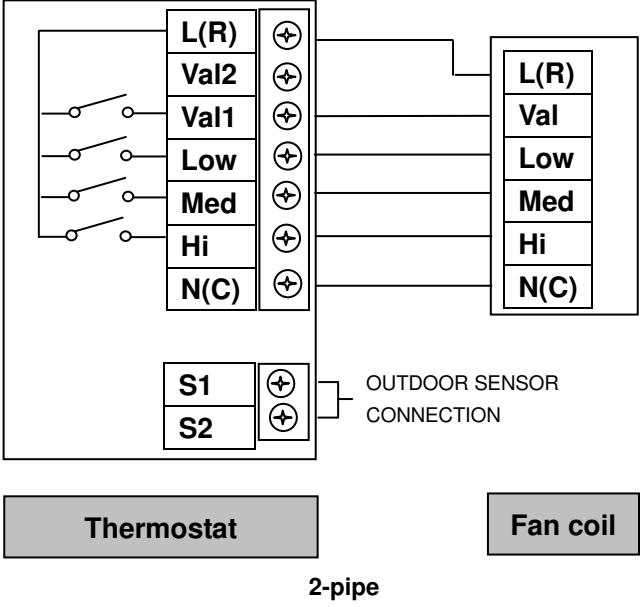 L(R)
Val2
Val1
Low
Med
Hi
N(C)
L(R)
Val
Low
Med
Hi
N(C)
S1
S2
OUTDOOR SENSOR
CONNECTION
Thermostat
Fan coil
2-pipe